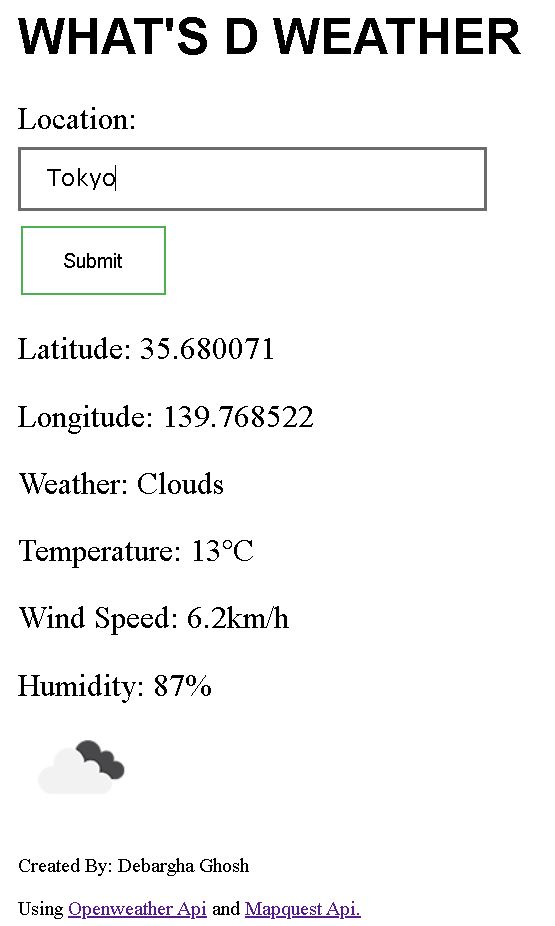 WHAT'S D WEATHER
Location:
Tokyo
Submit
Latitude: 35.680071
Longitude: 139.768522
Weather: Clouds
Temperature: 13°C
Wind Speed: 6.2km/h
Humidity: 87%
Created By: Debargha Ghosh
Using Openweather Api and Mapquest Api.